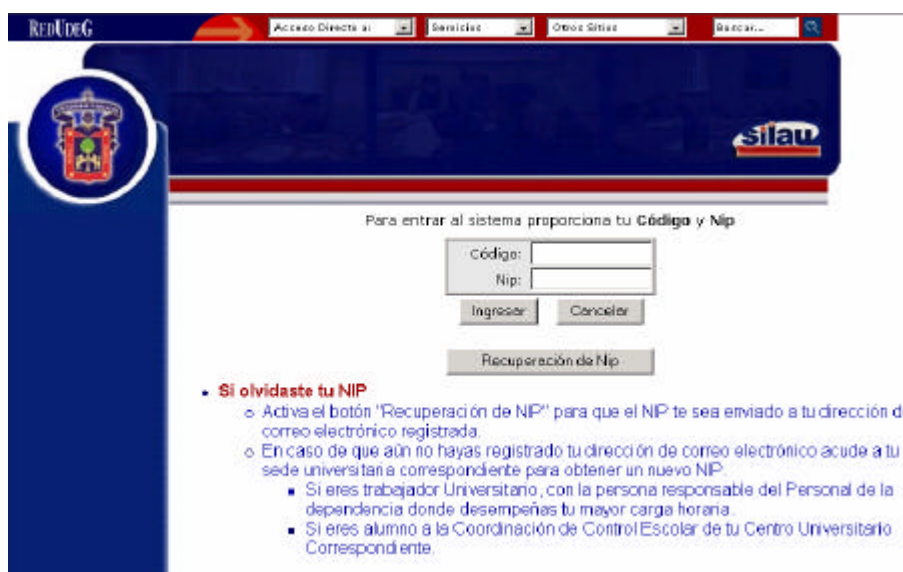 REDUDEG
Acceso Directo a: Servicios Otros Sitios Buscar...
silau
Para entrar al sistema proporciona tu Código y Nip
Código:
Nip:
Ingresar Cancelar
Recuperación de Nip
Si olvidaste tu NIP
Activa el botón "Recuperación de NIP" para que el NIP te sea enviado a tu dirección d
correo electrónico registrada.
En caso de que aún no hayas registrado tu dirección de correo electrónico acude a tu
sede universitaria correspondiente para obtener un nuevo NIP.
Si eres trabajador Universitario, con la persona responsable del Personal de la
dependencia donde desempeñas tu mayor carga horaria.
Si eres alumno a la Coordinación de Control Escolar de tu Centro Universitario
Correspondiente.